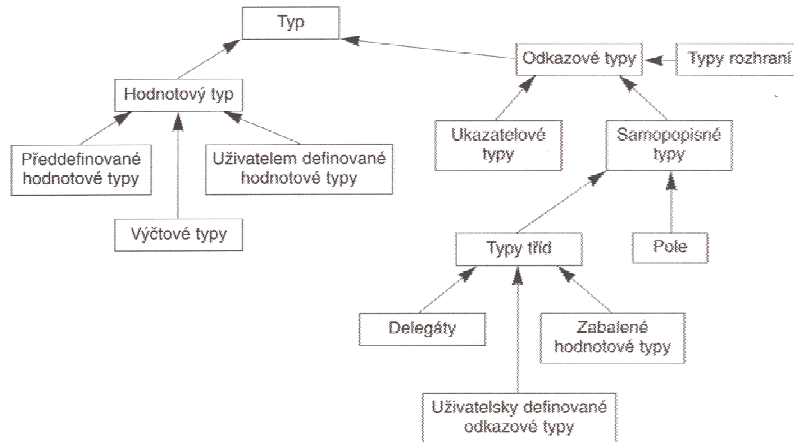 Typ
Odkazové typy
Typy rozhraní
Hodnotový typ
Ukazatelové
typy
Samopopisné
typy
Předdefinované
hodnotové typy
Uživatelem definované
hodnotové typy
Výčtové typy
Typy tříd
Pole
Delegáty
Zabalené
hodnotové typy
Uživatelsky definované
odkazové typy